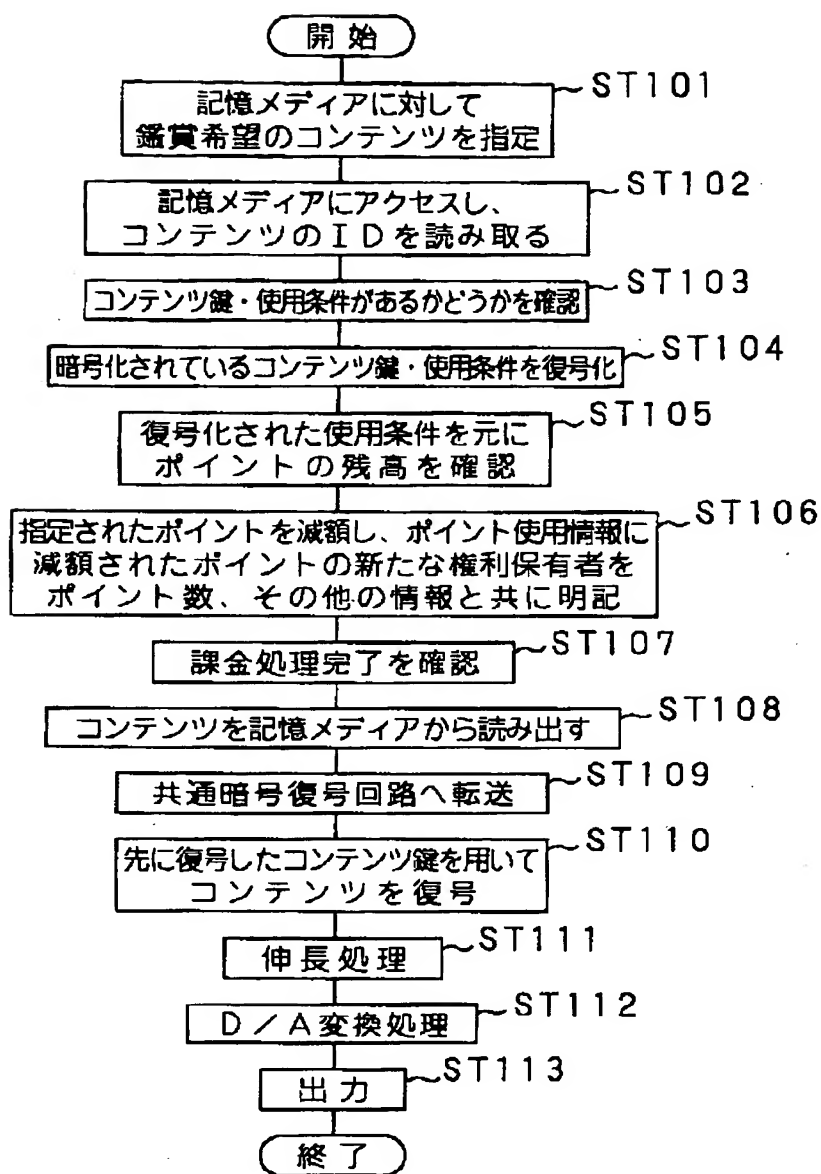 開始
記憶メディアに対して
鑑賞希望のコンテンツを指定
ST101
記憶メディアにアクセスし、
コンテンツのIDを読み取る
ST102
コンテンツ鍵・使用条件があるかどうかを確認
ST103
暗号化されているコンテンツ鍵・使用条件を復号化
ST104
復号化された使用条件を元に
ポイントの残高を確認
ST105
指定されたポイントを減額し、ポイント使用情報に
減額されたポイントの新たな権利保有者を
ポイント数、その他の情報と共に明記
ST106
課金処理完了を確認
ST107
コンテンツを記憶メディアから読み出す
ST108
共通暗号復号回路へ転送
ST109
先に復号したコンテンツ鍵を用いて
コンテンツを復号
ST110
伸長処理
ST111
D/A変換処理
ST112
出力
ST113
終了